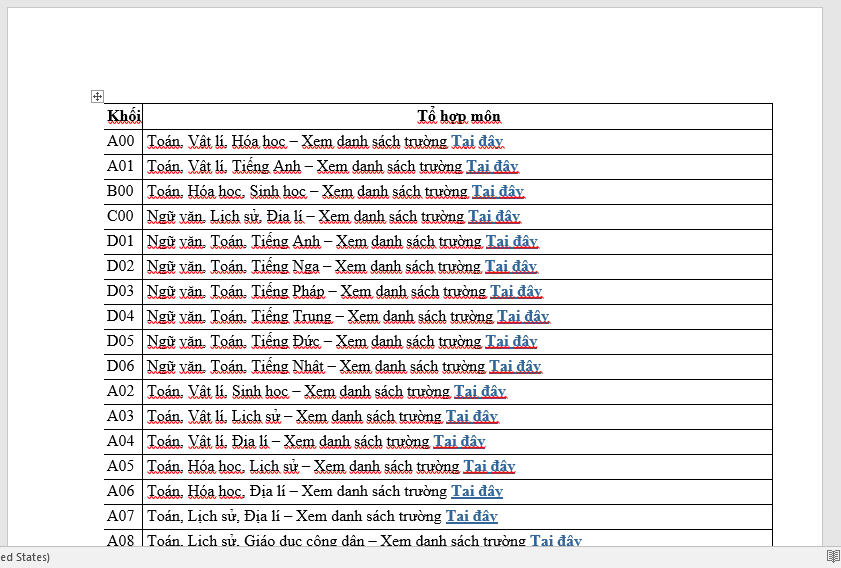 Khối Tổ hợp môn
A00 Toán, Vật lí, Hóa học – Xem danh sách trường Tại đây
A01 Toán, Vật lí, Tiếng Anh – Xem danh sách trường Tại đây
B00 Toán, Hóa học, Sinh học – Xem danh sách trường Tại đây
C00 Ngữ văn, Lịch sử, Địa lí – Xem danh sách trường Tại đây
D01 Ngữ văn, Toán, Tiếng Anh – Xem danh sách trường Tại đây
D02 Ngữ văn, Toán, Tiếng Nga – Xem danh sách trường Tại đây
D03 Ngữ văn, Toán, Tiếng Pháp – Xem danh sách trường Tại đây
D04 Ngữ văn, Toán, Tiếng Trung – Xem danh sách trường Tại đây
D05 Ngữ văn, Toán, Tiếng Đức – Xem danh sách trường Tại đây
D06 Ngữ văn, Toán, Tiếng Nhật – Xem danh sách trường Tại đây
A02 Toán, Vật lí, Sinh học – Xem danh sách trường Tại đây
A03 Toán, Vật lí, Lịch sử – Xem danh sách trường Tại đây
A04 Toán, Vật lí, Địa lí – Xem danh sách trường Tại đây
A05 Toán, Hóa học, Lịch sử – Xem danh sách trường Tại đây
A06 Toán, Hóa học, Địa lí – Xem danh sách trường Tại đây
A07 Toán, Lịch sử, Địa lí – Xem danh sách trường Tại đây
A08 Toán, Lịch sử, Giáo dục công dân – Xem danh sách trường Tại đây
ed States)